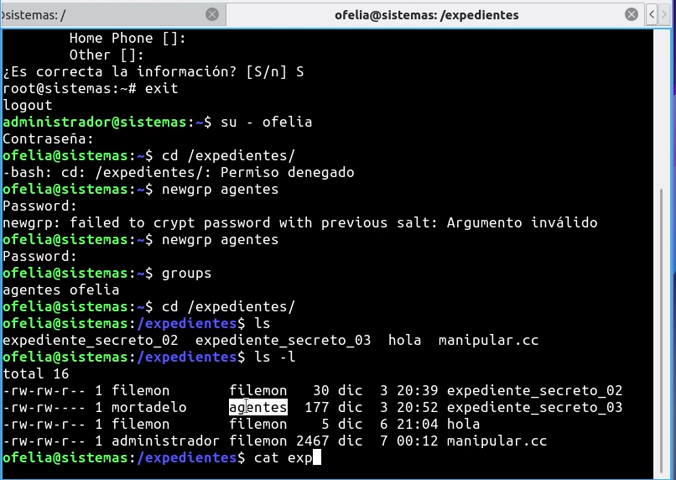 sistemas: /
ofelia@sistemas: /expedientes
Home Phone []:
Other []:
¿Es correcta la información? [S/n] S
root@sistemas:~# exit
logout
administrador@sistemas:~$ su - ofelia
Contraseña:
ofelia@sistemas:~$ cd /expedientes/
-bash: cd: /expedientes/: Permiso denegado
ofelia@sistemas:~$ newgrp agentes
Password:
newgrp: failed to crypt password with previous salt: Argumento inválido
ofelia@sistemas:~$ newgrp agentes
Password:
ofelia@sistemas:~$ groups
agentes ofelia
ofelia@sistemas:~$ cd /expedientes/
ofelia@sistemas:/expedientes$ ls
expediente_secreto_02  expediente_secreto_03  hola  manipular.cc
ofelia@sistemas:/expedientes$ ls -l
total 16
-rw-rw-r-- 1 filemon       filemon   30 dic  3 20:39 expediente_secreto_02
-rw-rw---- 1 mortadelo     agentes  177 dic  3 20:52 expediente_secreto_03
-rw-rw-r-- 1 filemon       filemon    5 dic  6 21:04 hola
-rw-rw-r-- 1 administrador filemon 2467 dic  7 00:12 manipular.cc
ofelia@sistemas:/expedientes$ cat exp